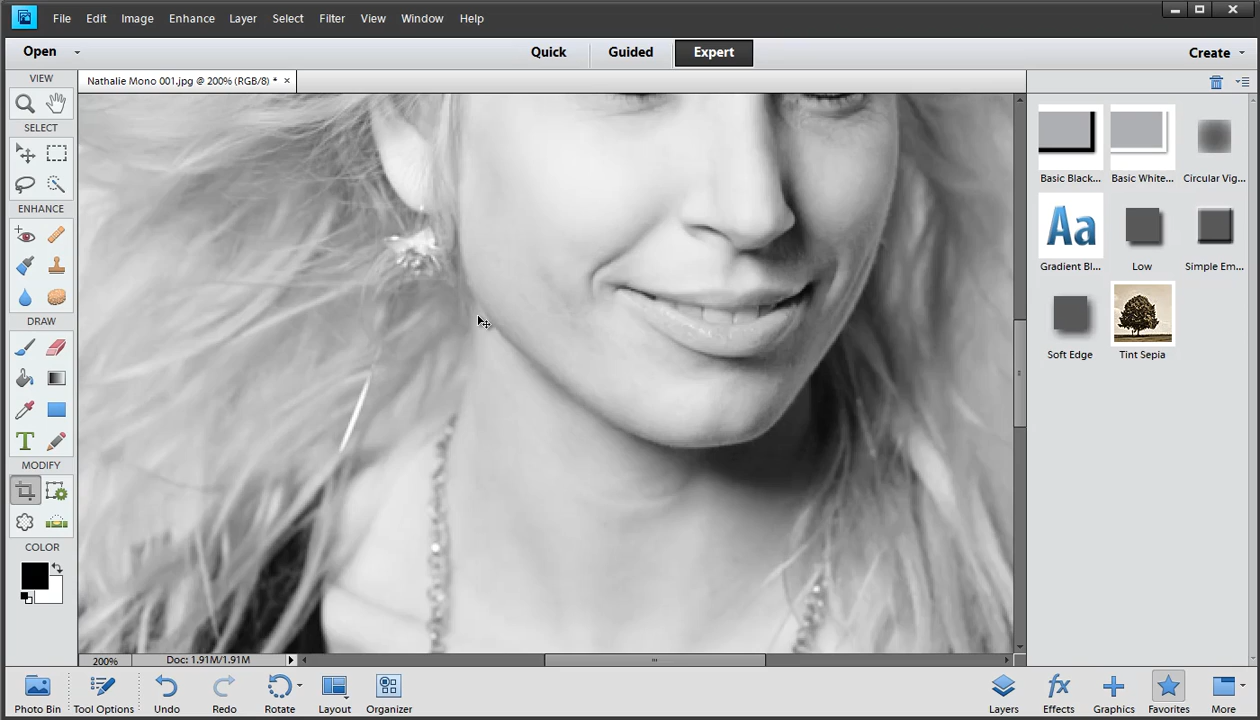 File Edit Image Enhance Layer Select Filter View Window Help
Open Quick Guided Expert Create
VIEW
Nathalie Mono 001.jpg @ 200% (RGB/8) * ×
SELECT
Basic Black... Basic White... Circular Vig...
ENHANCE
Aa
Gradient Bl... Low Simple Em...
DRAW
Soft Edge Tint Sepia
T
MODIFY
COLOR
200% Doc: 1.91M/1.91M
Photo Bin Tool Options Undo Redo Rotate Layout Organizer
fx
Layers Effects Graphics Favorites More